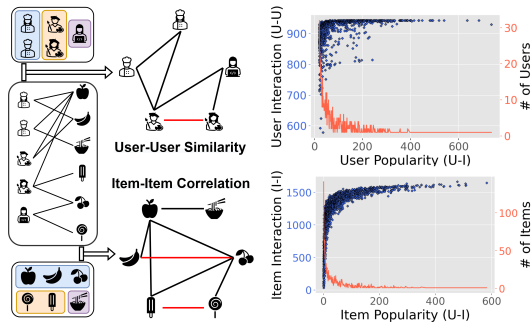 User-User Similarity
Item-Item Correlation
User Interaction (U-U)
900
800
700
600
30
20
10
0
# of Users
0
200
400
600
User Popularity (U-I)
Item Interaction (I-I)
1500
1000
500
0
100
50
0
# of Items
0
200
400
600
Item Popularity (U-I)